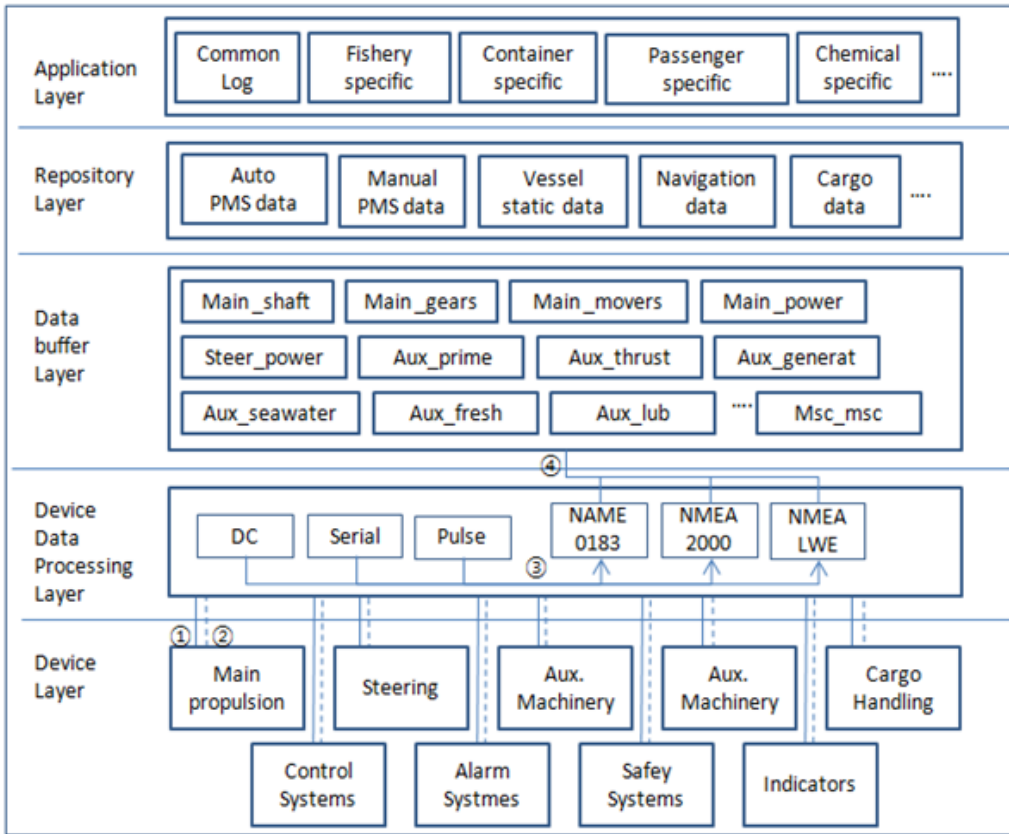 Application
Layer
Common
Log
Fishery
specific
Container
specific
Passenger
specific
Chemical
specific
....
Repository
Layer
Auto
PMS data
Manual
PMS data
Vessel
static data
Navigation
data
Cargo
data
....
Data
buffer
Layer
Main_shaft
Main_gears
Main_movers
Main_power
Steer_power
Aux_prime
Aux_thrust
Aux_generat
Aux_seawater
Aux_fresh
Aux_lub
....
Msc_msc
④
Device
Data
Processing
Layer
DC
Serial
Pulse
NAME
0183
NMEA
2000
NMEA
LWE
③
① ②
Device
Layer
Main
propulsion
Steering
Aux.
Machinery
Aux.
Machinery
Cargo
Handling
Control
Systems
Alarm
Systmes
Safey
Systems
Indicators